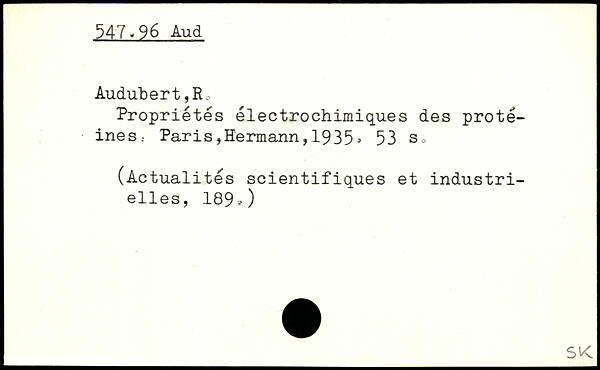 547.96 Aud
Audubert,R.
Propriétés électrochimiques des proté-
ines. Paris,Hermann,1935. 53 s.
(Actualités scientifiques et industri-
elles, 189.)
SK